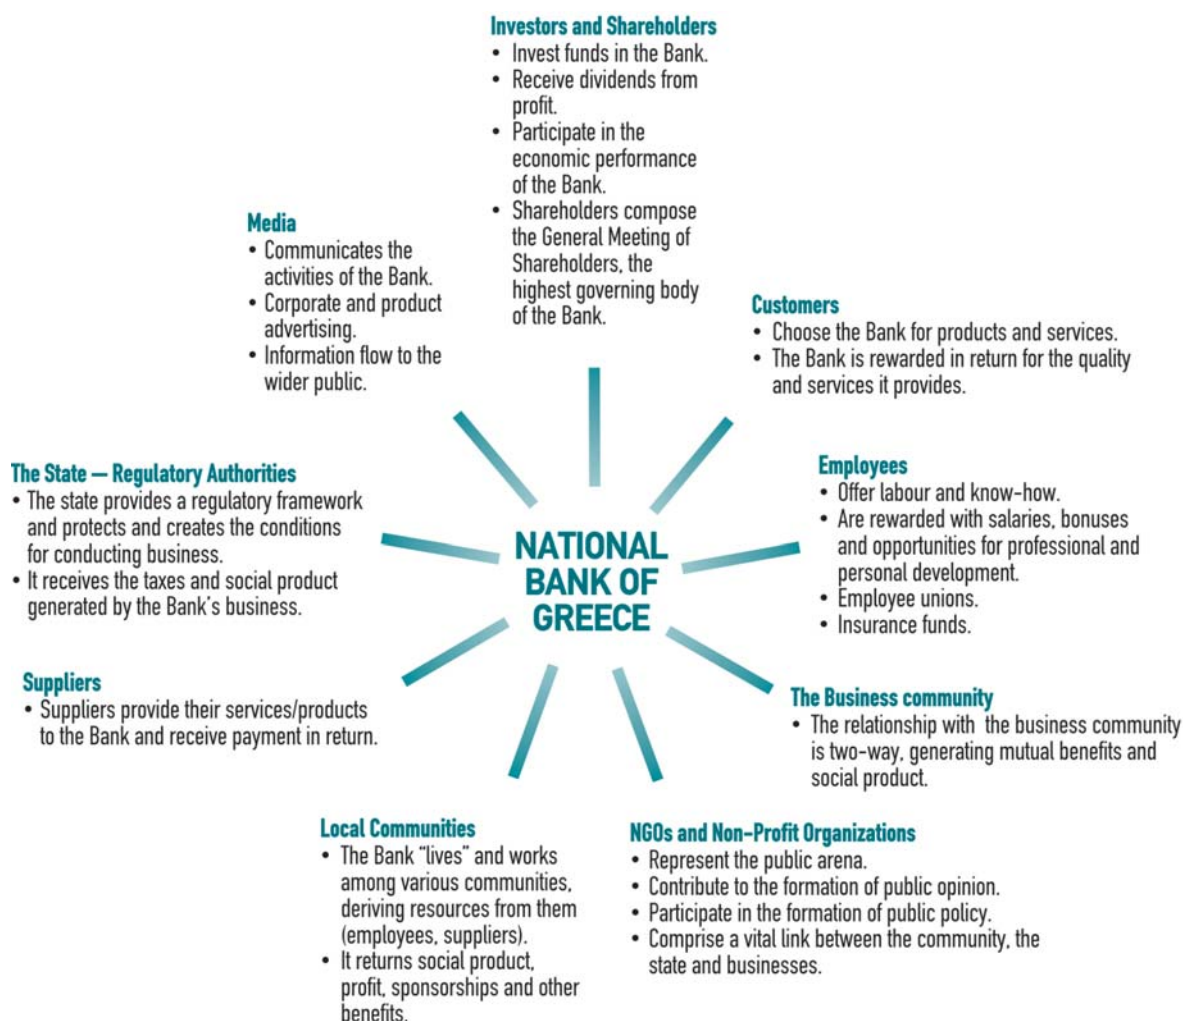 Investors and Shareholders
• Invest funds in the Bank.
• Receive dividends from
profit.
• Participate in the
economic performance
of the Bank.
• Shareholders compose
the General Meeting of
Shareholders, the
highest governing body
of the Bank.
Media
• Communicates the
activities of the Bank.
• Corporate and product
advertising.
• Information flow to the
wider public.
Customers
• Choose the Bank for products and services.
• The Bank is rewarded in return for the quality
and services it provides.
The State — Regulatory Authorities
• The state provides a regulatory framework
and protects and creates the conditions
for conducting business.
• It receives the taxes and social product
generated by the Bank's business.
Employees
• Offer labour and know-how.
• Are rewarded with salaries, bonuses
and opportunities for professional and
personal development.
• Employee unions.
• Insurance funds.
NATIONAL
BANK OF
GREECE
Suppliers
• Suppliers provide their services/products
to the Bank and receive payment in return.
The Business community
• The relationship with the business community
is two-way, generating mutual benefits and
social product.
Local Communities
• The Bank “lives” and works
among various communities,
deriving resources from them
(employees, suppliers).
• It returns social product,
profit, sponsorships and other
benefits.
NGOs and Non-Profit Organizations
• Represent the public arena.
• Contribute to the formation of public opinion.
• Participate in the formation of public policy.
• Comprise a vital link between the community, the
state and businesses.